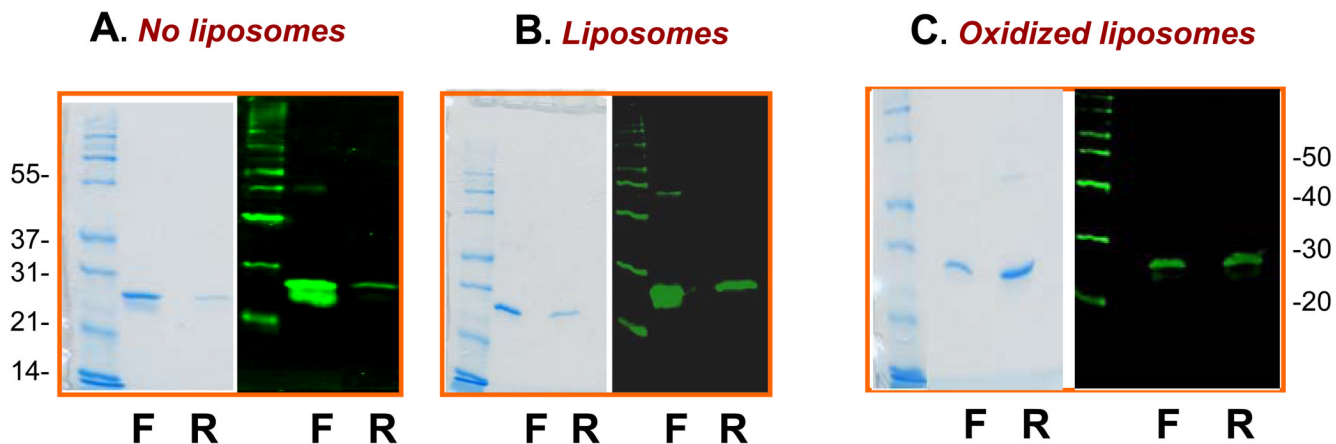 A. No liposomes
B. Liposomes
C. Oxidized liposomes
55-
37-
31-
21-
14-
-50
-40
-30
-20
F R F R
F R F R
F R F R